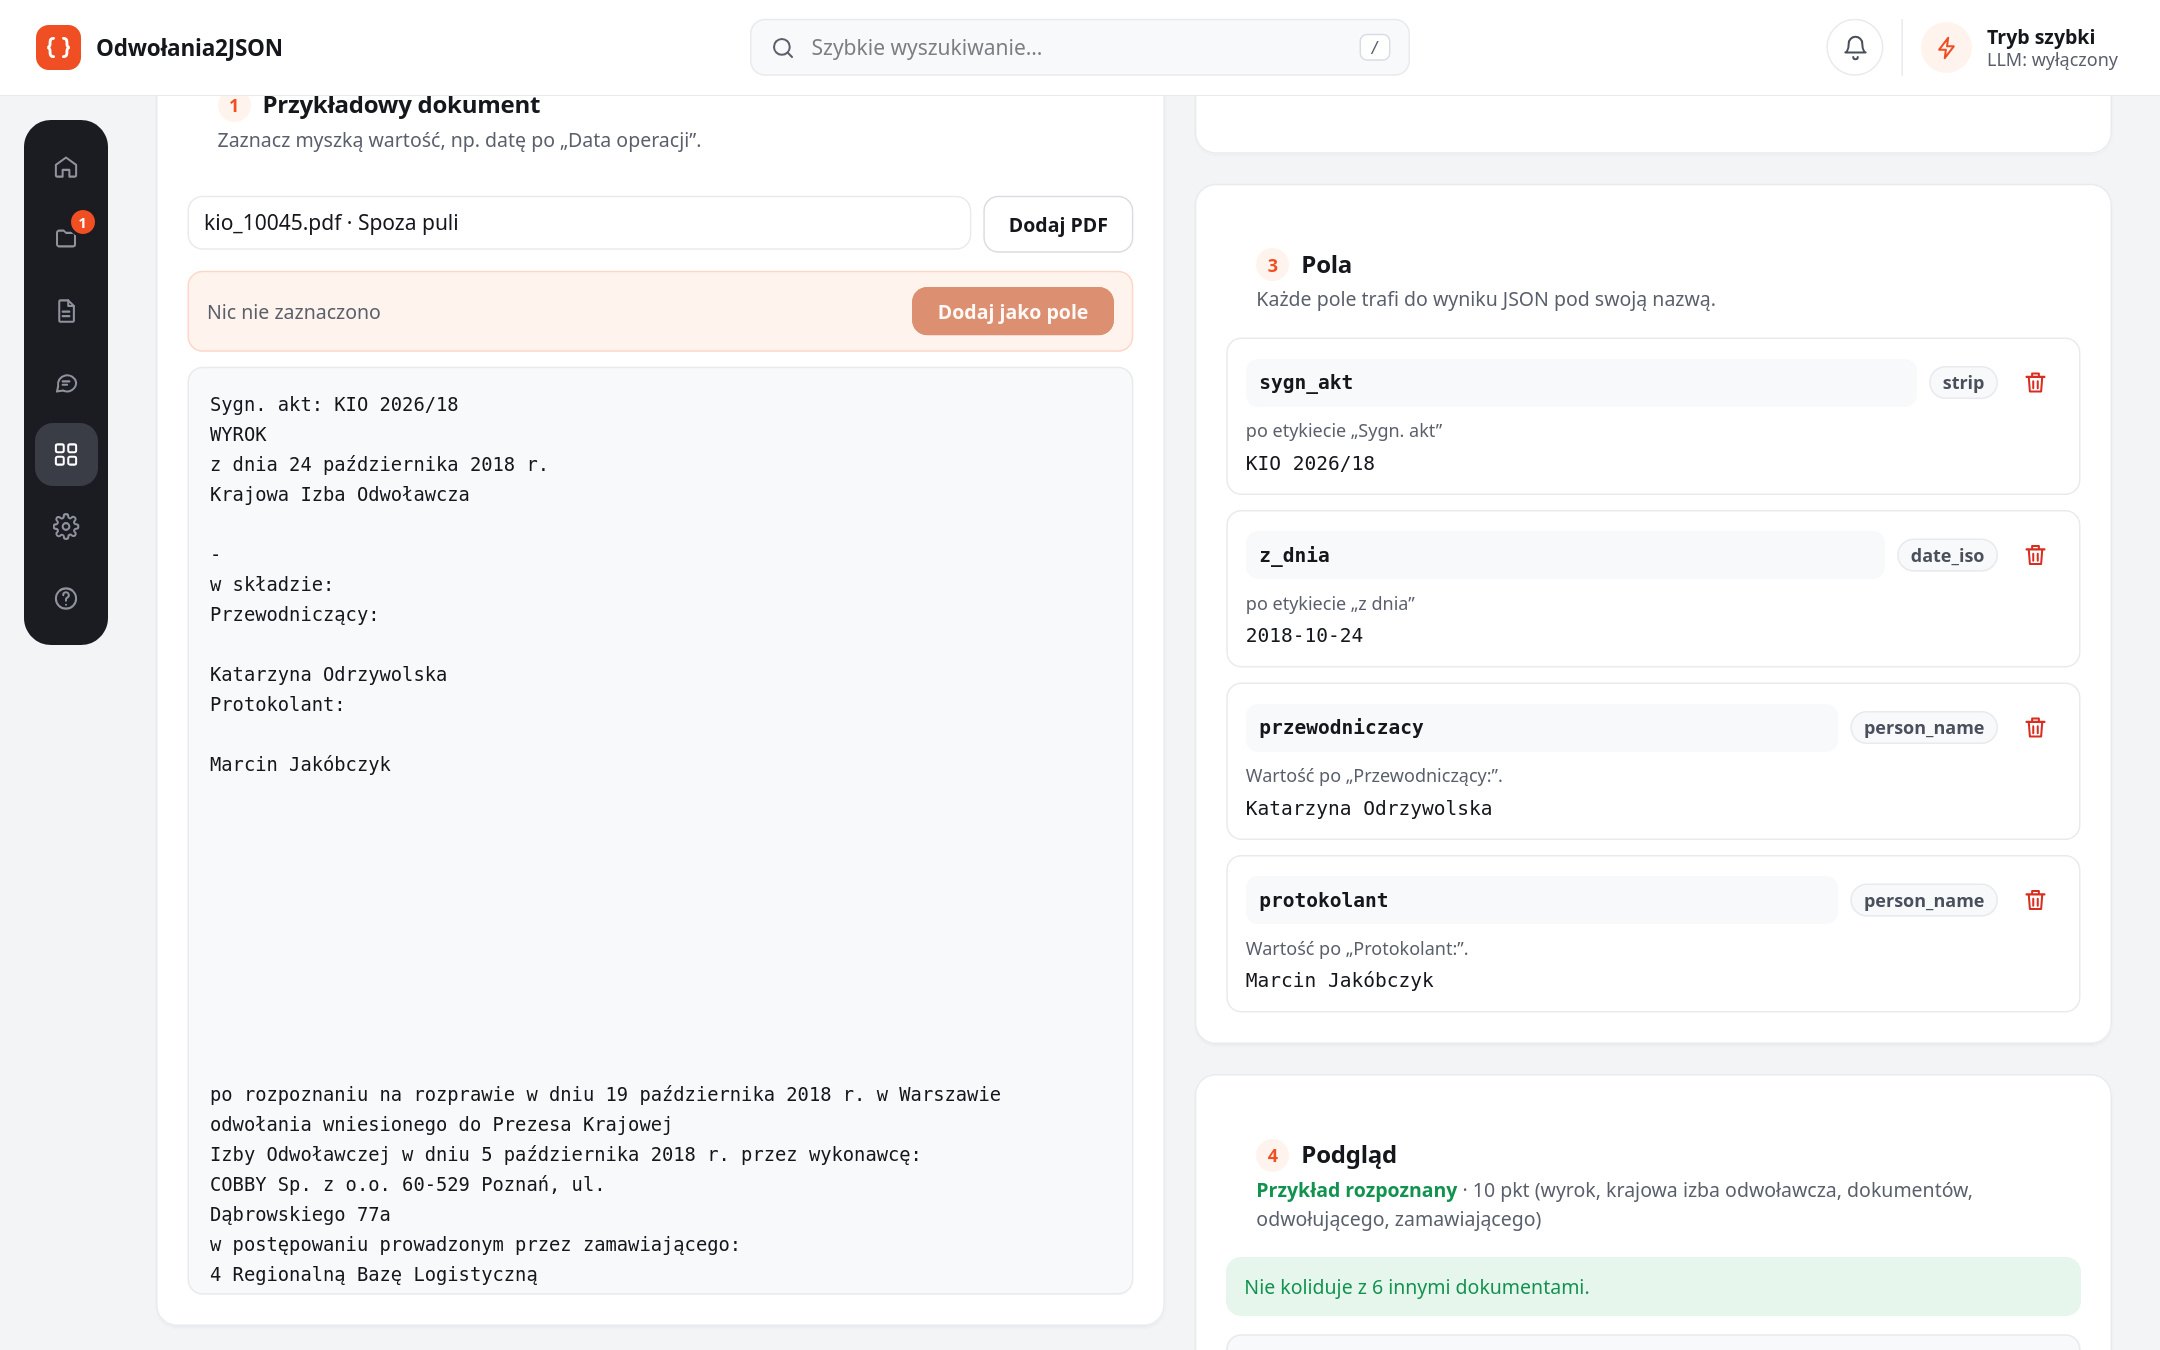 Odwołania2JSON
Szybkie wyszukiwanie...
/
Tryb szybki
LLM: wyłączony
1
1 Przykładowy dokument
Zaznacz myszką wartość, np. datę po „Data operacji”.
kio_10045.pdf · Spoza puli
Dodaj PDF
Nic nie zaznaczono
Dodaj jako pole
Sygn. akt: KIO 2026/18
WYROK
z dnia 24 października 2018 r.
Krajowa Izba Odwoławcza
-
w składzie:
Przewodniczący:
Katarzyna Odrzywolska
Protokolant:
Marcin Jakóbczyk
po rozpoznaniu na rozprawie w dniu 19 października 2018 r. w Warszawie
odwołania wniesionego do Prezesa Krajowej
Izby Odwoławczej w dniu 5 października 2018 r. przez wykonawcę:
COBBY Sp. z o.o. 60-529 Poznań, ul.
Dąbrowskiego 77a
w postępowaniu prowadzonym przez zamawiającego:
4 Regionalną Bazę Logistyczną
3 Pola
Każde pole trafi do wyniku JSON pod swoją nazwą.
sygn_akt
strip
po etykiecie „Sygn. akt”
KIO 2026/18
z_dnia
date_iso
po etykiecie „z dnia”
2018-10-24
przewodniczacy
person_name
Wartość po „Przewodniczący:”.
Katarzyna Odrzywolska
protokolant
person_name
Wartość po „Protokolant:”.
Marcin Jakóbczyk
4 Podgląd
Przykład rozpoznany · 10 pkt (wyrok, krajowa izba odwoławcza, dokumentów,
odwołującego, zamawiającego)
Nie koliduje z 6 innymi dokumentami.